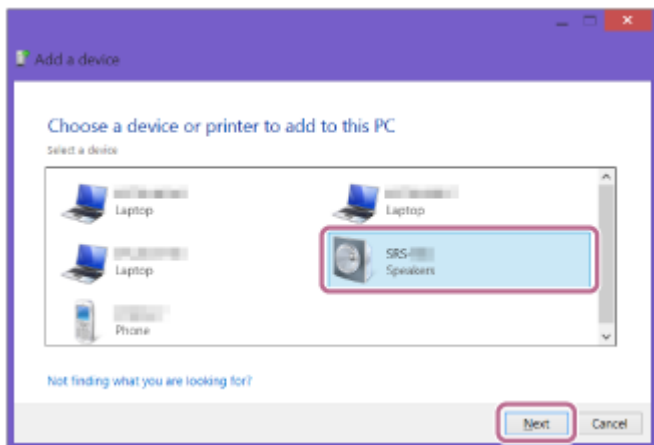 Add a device
Choose a device or printer to add to this PC
Select a device
Laptop
Laptop
Laptop
SRS-
Speakers
Phone
Not finding what you are looking for?
Next
Cancel